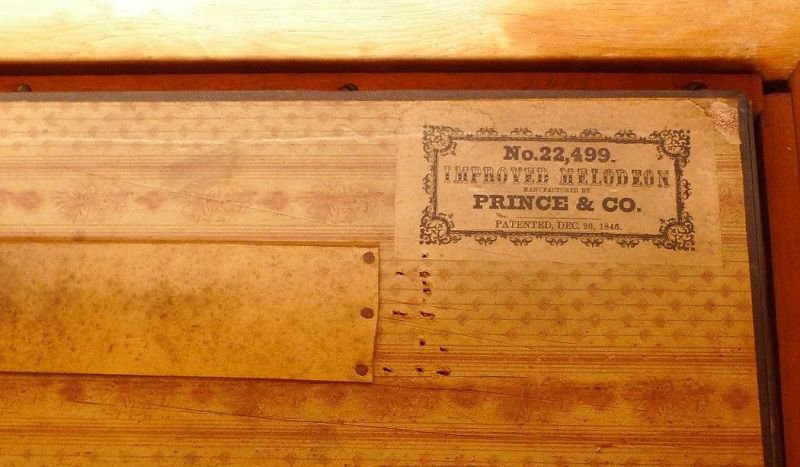 No. 22,499.
IMPROVED MELODEON
MANUFACTURED BY
PRINCE & CO.
PATENTED, DEC. 26, 1846.